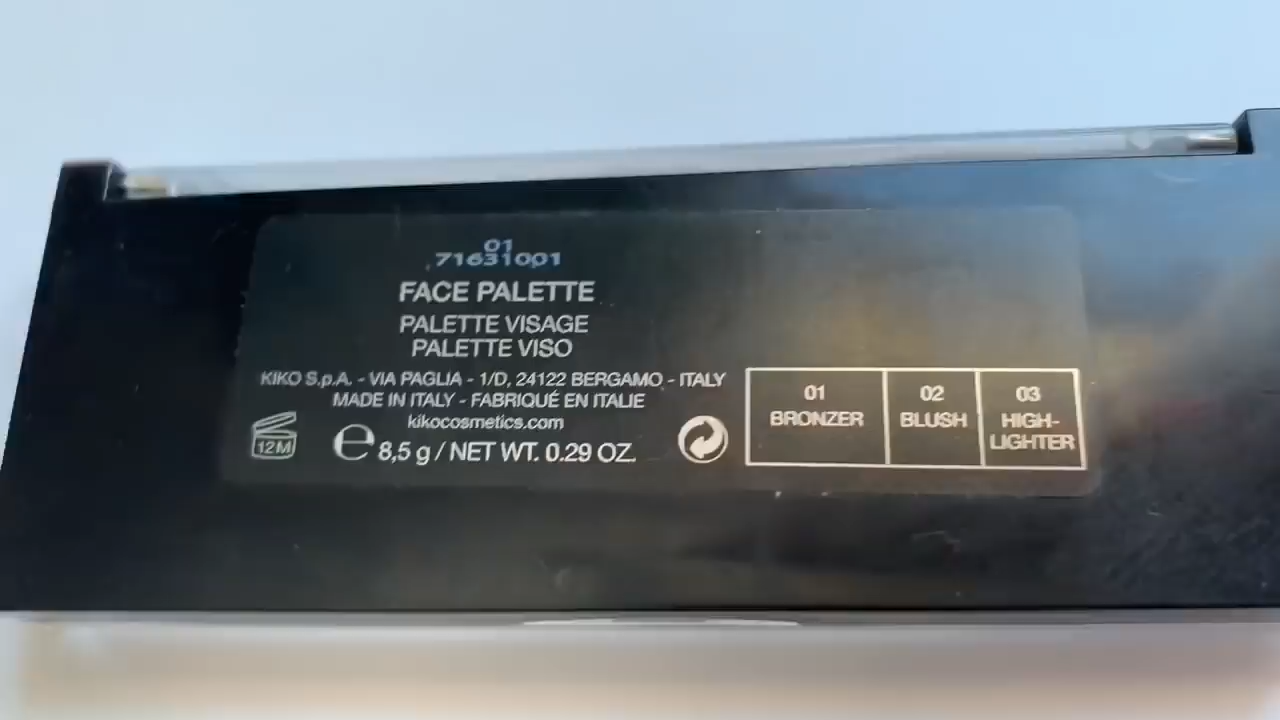 01
71631001
FACE PALETTE
PALETTE VISAGE
PALETTE VISO
KIKO S.p.A. - VIA PAGLIA - 1/D, 24122 BERGAMO - ITALY
MADE IN ITALY - FABRIQUÉ EN ITALIE
kikocosmetics.com
12M
e 8,5 g / NET WT. 0.29 OZ.
01
BRONZER
02
BLUSH
03
HIGH-
LIGHTER